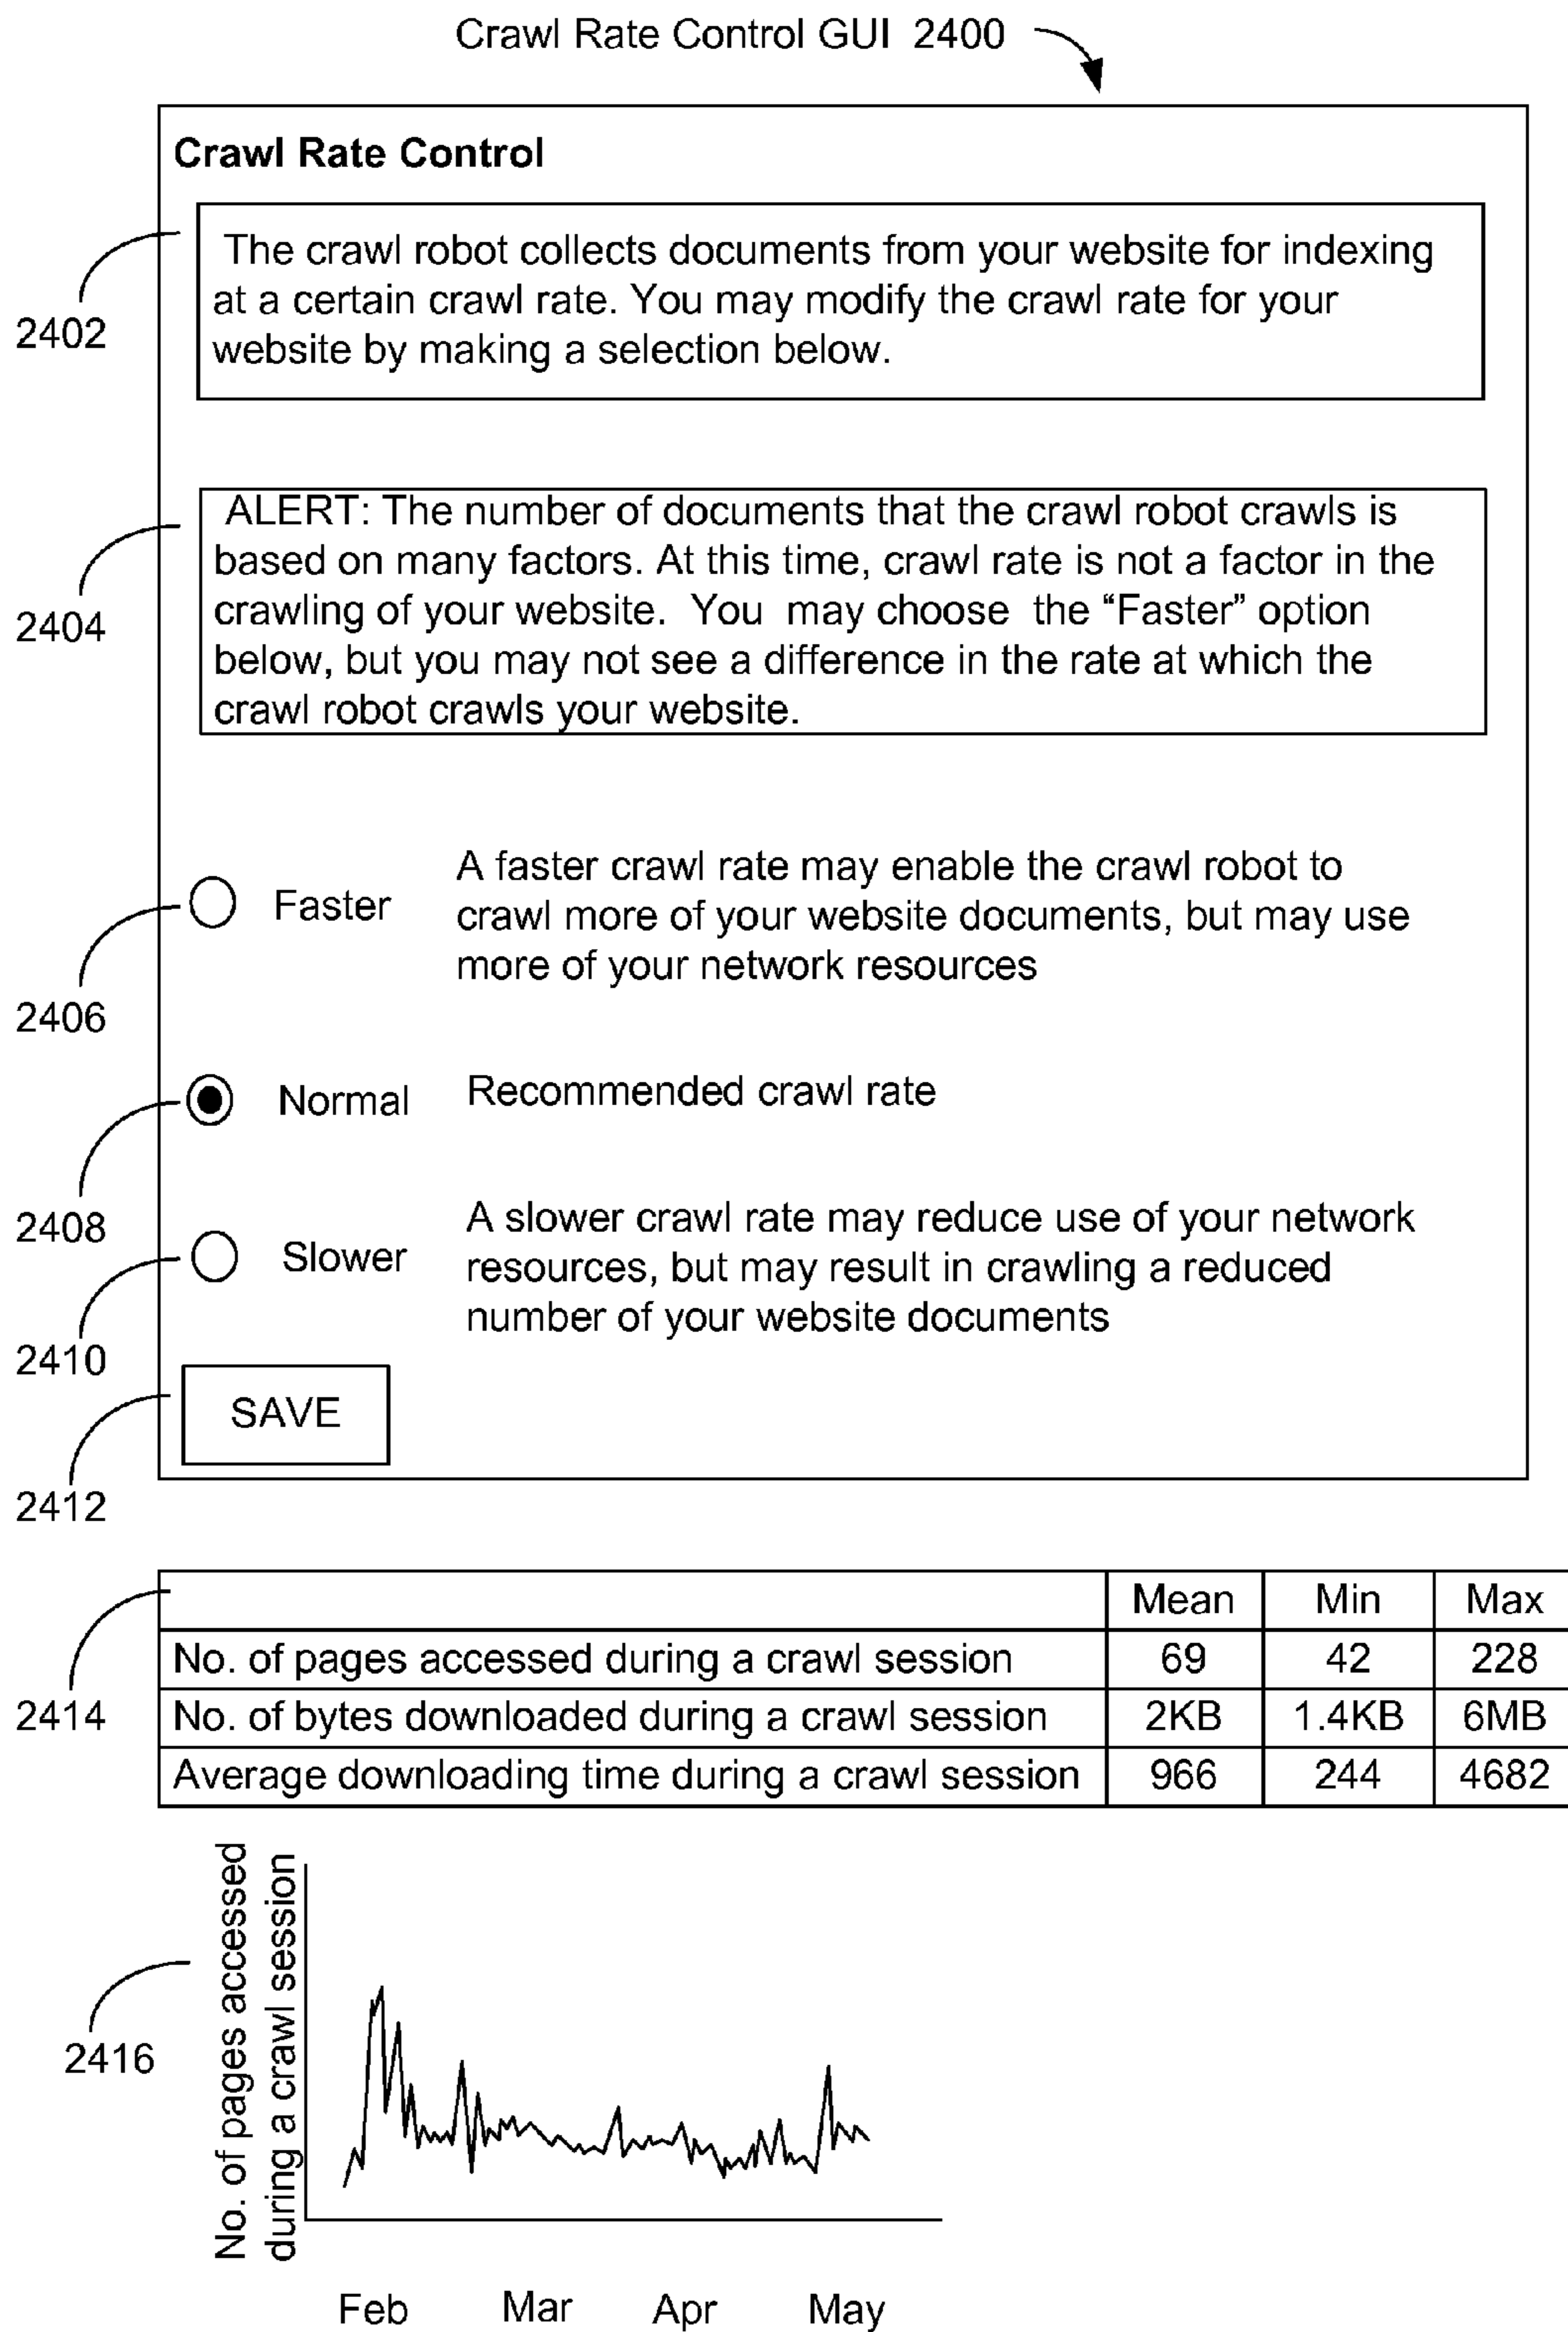 Crawl Rate Control GUI 2400
Crawl Rate Control
The crawl robot collects documents from your website for indexing
at a certain crawl rate. You may modify the crawl rate for your
website by making a selection below.
2402
ALERT: The number of documents that the crawl robot crawls is
based on many factors. At this time, crawl rate is not a factor in the
crawling of your website. You may choose the “Faster” option
below, but you may not see a difference in the rate at which the
crawl robot crawls your website.
2404
Faster
A faster crawl rate may enable the crawl robot to
crawl more of your website documents, but may use
more of your network resources
2406
Normal
Recommended crawl rate
2408
Slower
A slower crawl rate may reduce use of your network
resources, but may result in crawling a reduced
number of your website documents
2410
SAVE
2412
Mean Min Max
No. of pages accessed during a crawl session 69 42 228
No. of bytes downloaded during a crawl session 2KB 1.4KB 6MB
Average downloading time during a crawl session 966 244 4682
2414
No. of pages accessed
during a crawl session
2416
Feb Mar Apr May